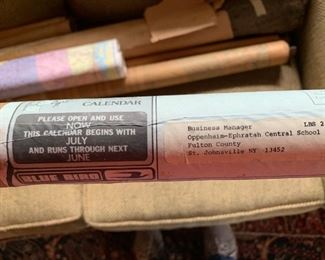 CALENDAR
PLEASE OPEN AND USE
NOW
THIS CALENDAR BEGINS WITH
JULY
AND RUNS THROUGH NEXT
JUNE
BLUE BIRD
Business Manager LBS 2
Oppenheim-Ephratah Central School
Fulton County
St. Johnsville NY 13452